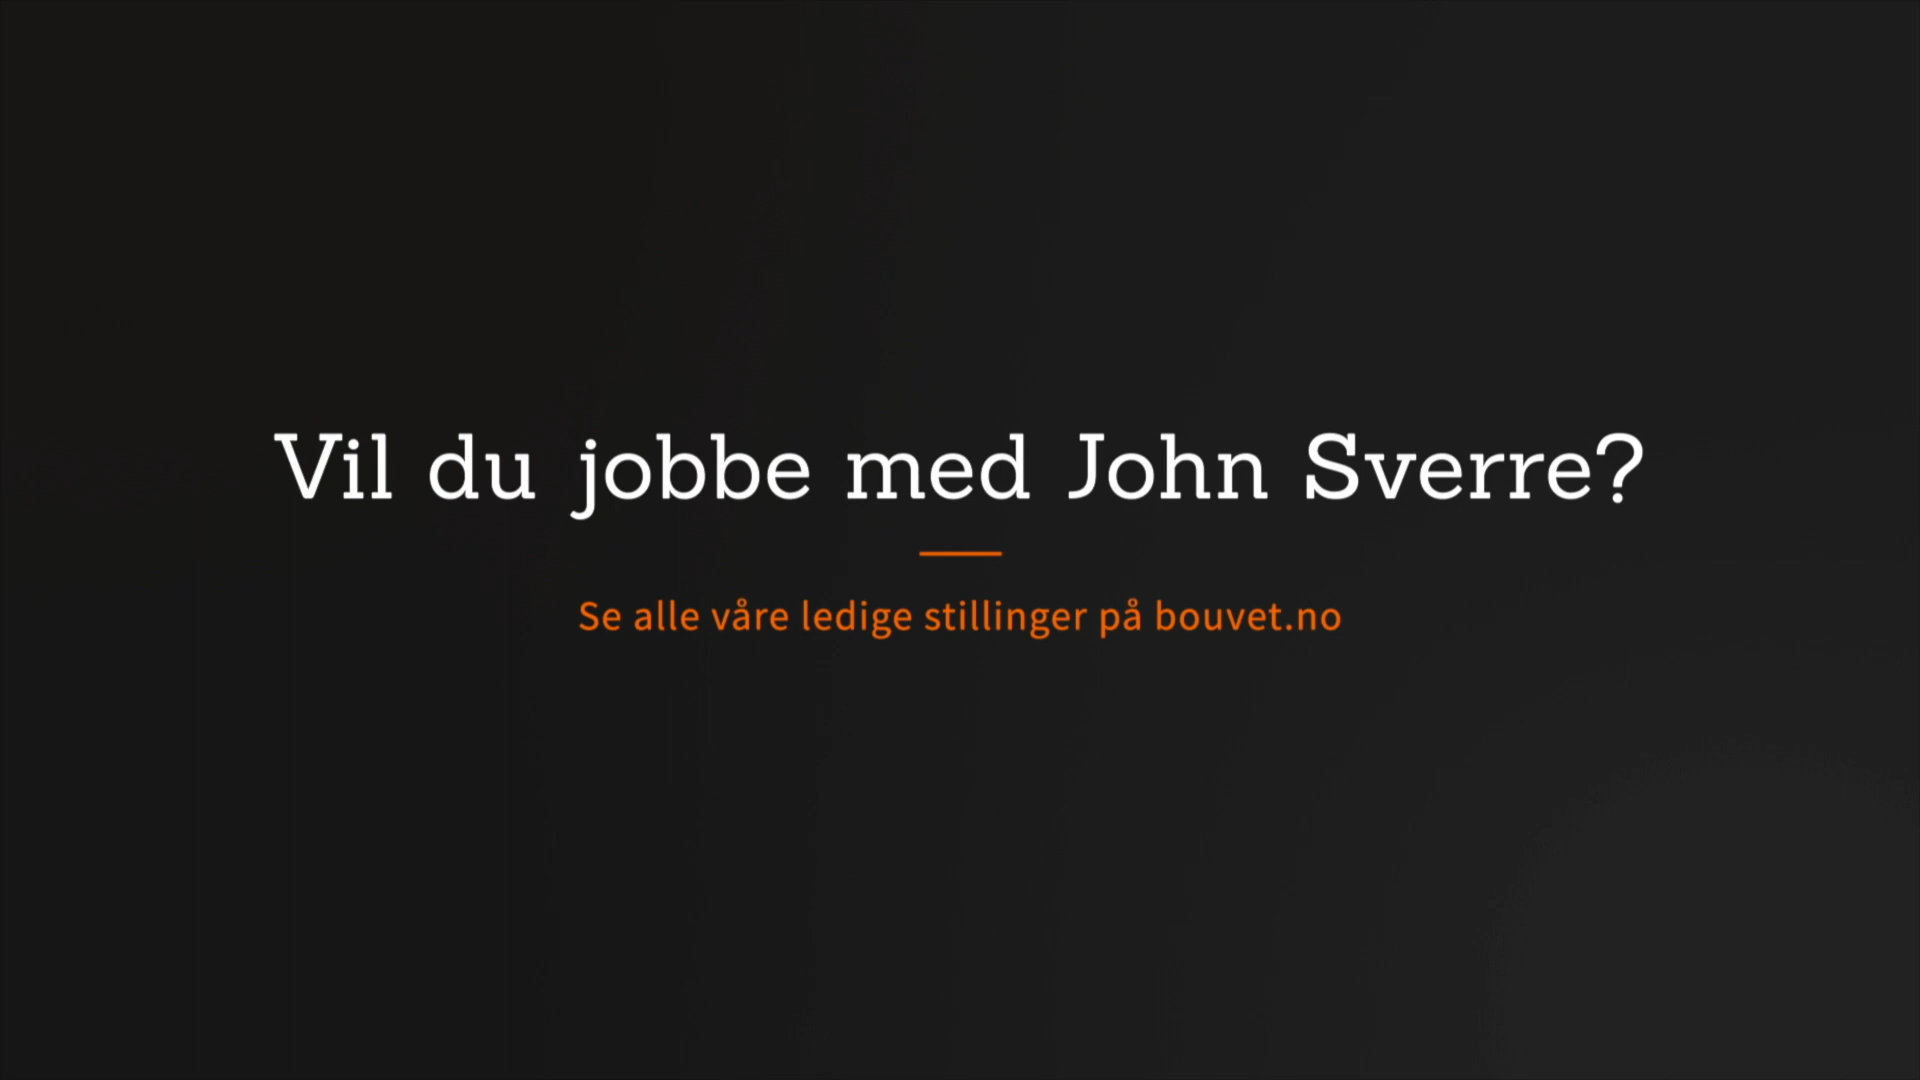 Vil du jobbe med John Sverre?
Se alle våre ledige stillinger på bouvet.no